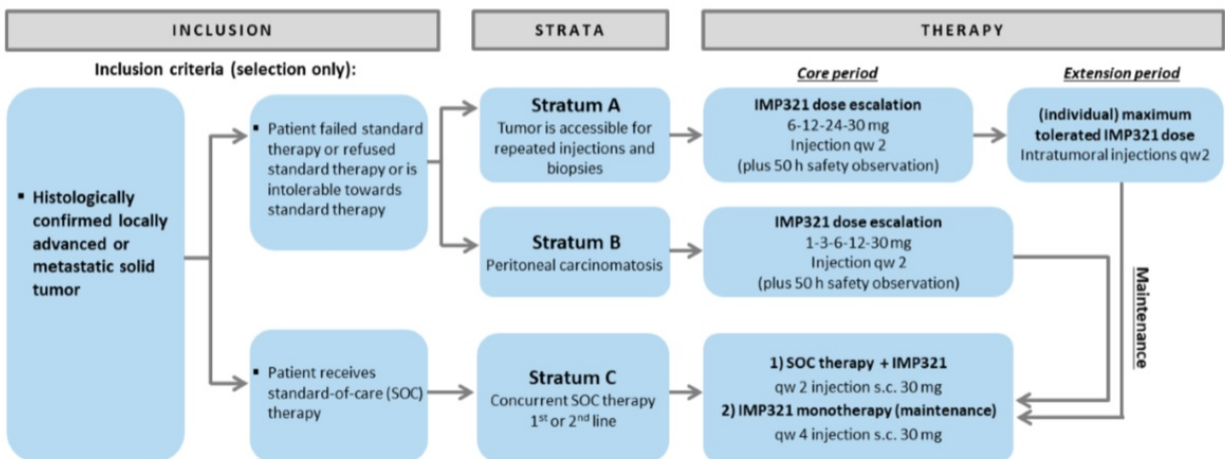 INCLUSION
STRATA
THERAPY
Inclusion criteria (selection only):
Core period
Extension period
▪ Histologically
confirmed locally
advanced or
metastatic solid
tumor
▪ Patient failed standard
therapy or refused
standard therapy or is
intolerable towards
standard therapy
Stratum A
Tumor is accessible for
repeated injections and
biopsies
IMP321 dose escalation
6-12-24-30 mg
Injection qw 2
(plus 50 h safety observation)
(individual) maximum
tolerated IMP321 dose
Intratumoral injections qw2
Stratum B
Peritoneal carcinomatosis
IMP321 dose escalation
1-3-6-12-30 mg
Injection qw 2
(plus 50 h safety observation)
Maintenance
▪ Patient receives
standard-of-care (SOC)
therapy
Stratum C
Concurrent SOC therapy
1st or 2nd line
1) SOC therapy + IMP321
qw 2 injection s.c. 30 mg
2) IMP321 monotherapy (maintenance)
qw 4 injection s.c. 30 mg